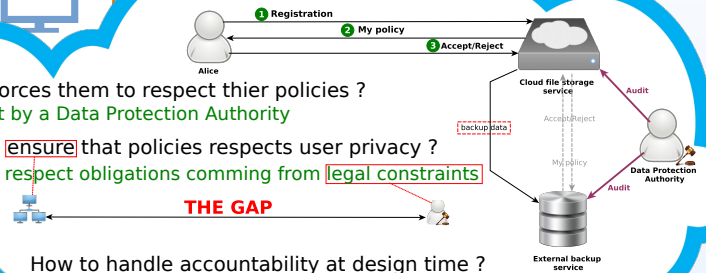 1 Registration
2 My policy
3 Accept/Reject
Alice
Cloud file storage
service
orces them to respect thier policies ?
t by a Data Protection Authority
Audit
Accept/Reject
backup data
ensure that policies respects user privacy ?
My policy
Data Protection
Authority
respect obligations comming from legal constraints
Audit
THE GAP
External backup
service
How to handle accountability at design time ?